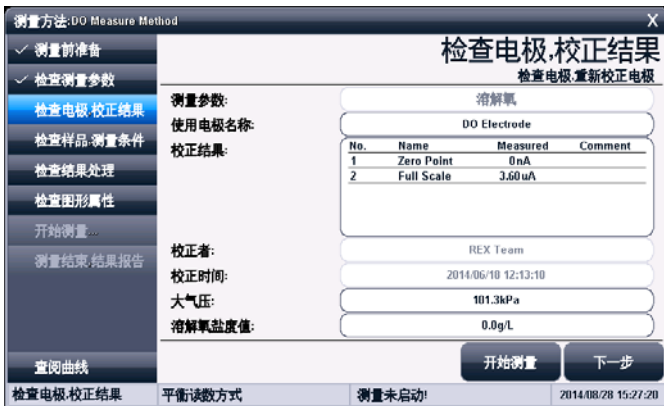 测量方法:DO Measure Method X
✓ 测量前准备
✓ 检查测量参数
检查电极.校正结果
检查样品.测量条件
检查结果处理
检查图形属性
开始测量...
测量结束.结果报告
查阅曲线
检查电极,校正结果
检查电极.重新校正电极
测量参数: 溶解氧
使用电极名称: DO Electrode
校正结果:
No. Name Measured Comment
1 Zero Point 0nA
2 Full Scale 3.60uA
校正者: REX Team
校正时间: 2014/06/10 12:13:10
大气压: 101.3kPa
溶解氧盐度值: 0.0g/L
开始测量 下一步
检查电极.校正结果 平衡读数方式 测量未启动! 2014/08/28 15:27:20